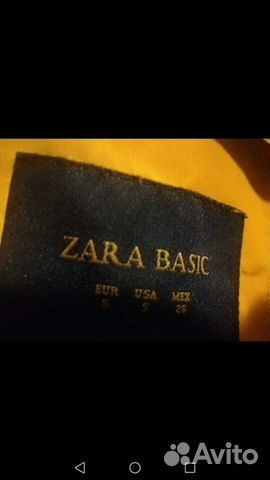 ZARA BASIC
EUR USA MEX
S S 26
Avito